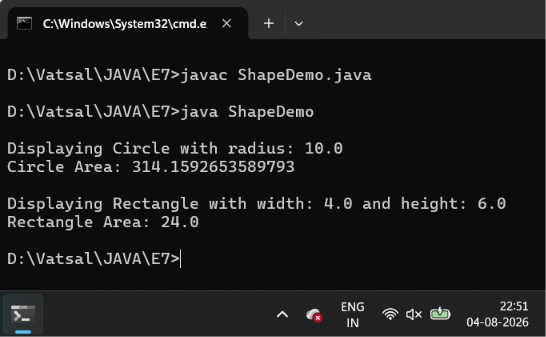 C:\Windows\System32\cmd.e
D:\Vatsal\JAVA\E7>javac ShapeDemo.java
D:\Vatsal\JAVA\E7>java ShapeDemo
Displaying Circle with radius: 10.0
Circle Area: 314.1592653589793
Displaying Rectangle with width: 4.0 and height: 6.0
Rectangle Area: 24.0
D:\Vatsal\JAVA\E7>
ENG
IN
22:51
04-08-2026